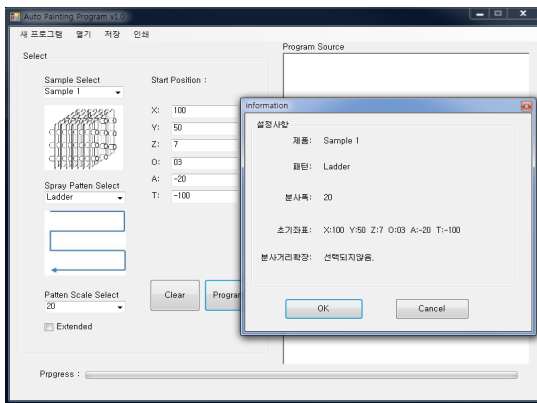 Auto Painting Program v1.0
새 프로그램 열기 저장 인쇄
Select
Program Source
Sample Select
Sample 1
Start Position :
X: 100
Y: 50
Z: 7
O: 03
A: -20
T: -100
Spray Patten Select
Ladder
Patten Scale Select
20
Extended
Clear
Program
Prpgress :
information
설정사항
제품: Sample 1
패턴: Ladder
분사폭: 20
초기좌표: X:100 Y:50 Z:7 O:03 A:-20 T:-100
분사거리확장: 선택되지않음.
OK Cancel